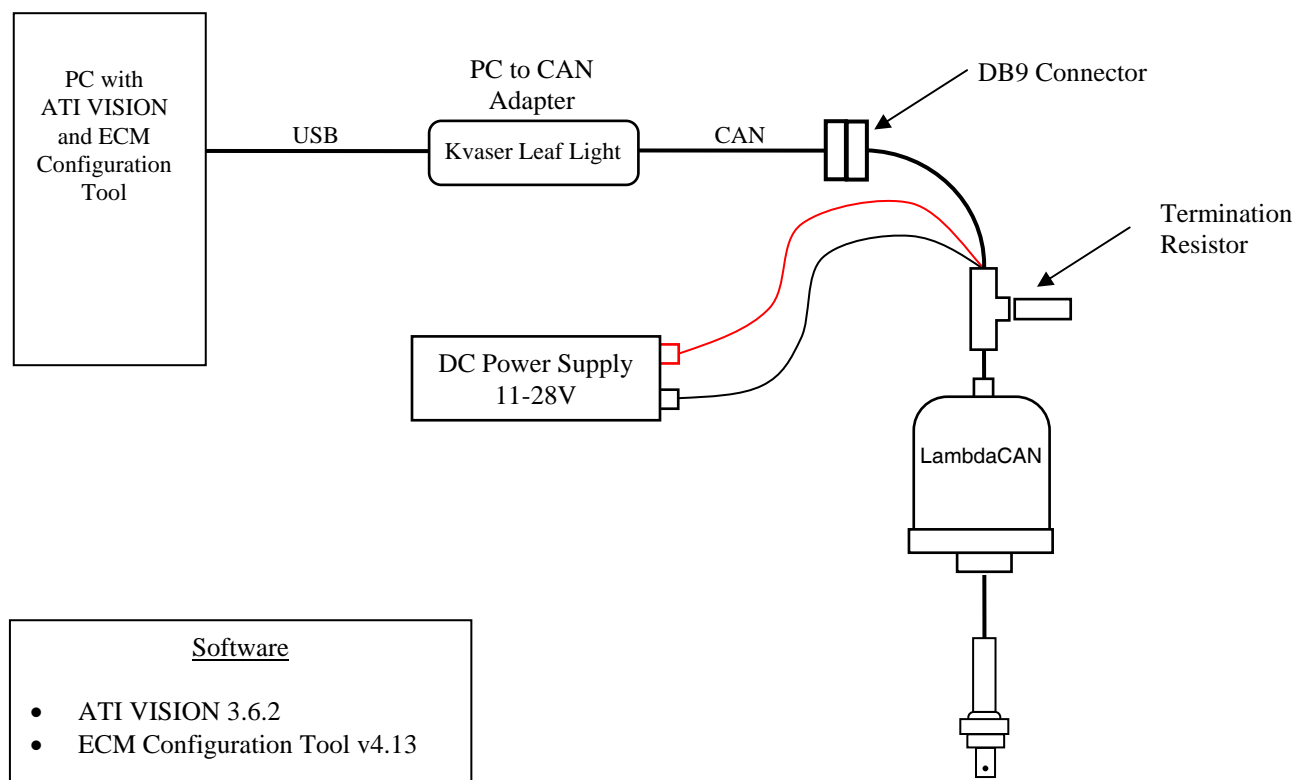 PC with
ATI VISION
and ECM
Configuration
Tool
USB
PC to CAN
Adapter
Kvaser Leaf Light
CAN
DB9 Connector
Termination
Resistor
DC Power Supply
11-28V
LambdaCAN
Software
• ATI VISION 3.6.2
• ECM Configuration Tool v4.13